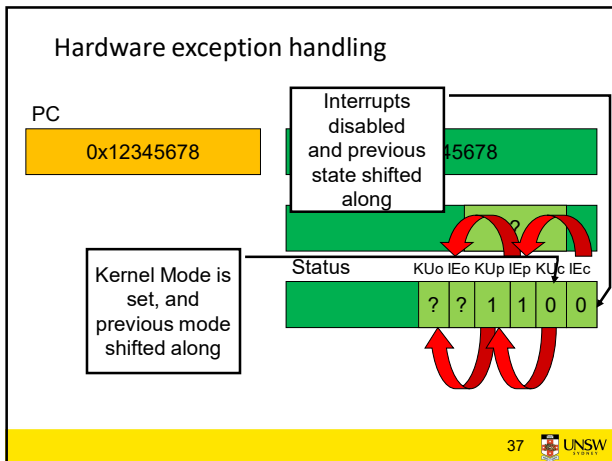 Hardware exception handling
PC
0x12345678
Interrupts
disabled
and previous
state shifted
along
45678
?
Kernel Mode is
set, and
previous mode
shifted along
Status
KUo IEo KUp IEp KUc IEc
? ? 1 1 0 0
37
UNSW
SYDNEY